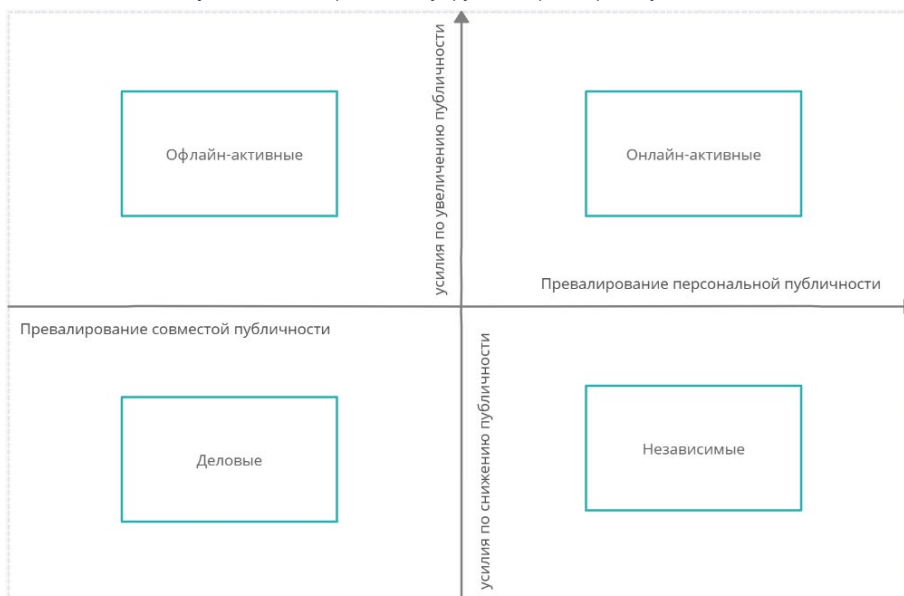 усилия по увеличению публичности
Офлайн-активные
Онлайн-активные
Превалирование персональной публичности
Превалирование совместой публичности
усилия по снижению публичности
Деловые
Независимые